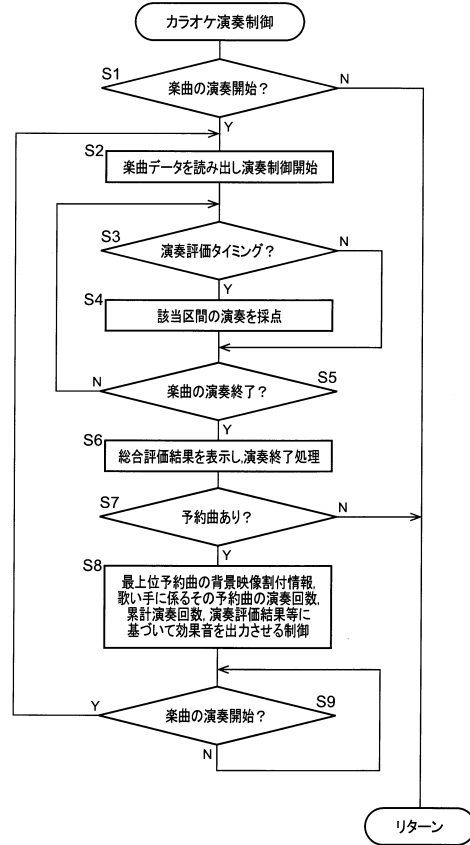 カラオケ演奏制御
S1
楽曲の演奏開始?
N
Y
S2
楽曲データを読み出し演奏制御開始
S3
演奏評価タイミング?
N
Y
S4
該当区間の演奏を採点
N
楽曲の演奏終了?
S5
Y
S6
総合評価結果を表示し,演奏終了処理
S7
予約曲あり?
N
Y
S8
最上位予約曲の背景映像割付情報,
歌い手に係るその予約曲の演奏回数,
累計演奏回数,演奏評価結果等に
基づいて効果音を出力させる制御
Y
楽曲の演奏開始?
S9
N
リターン